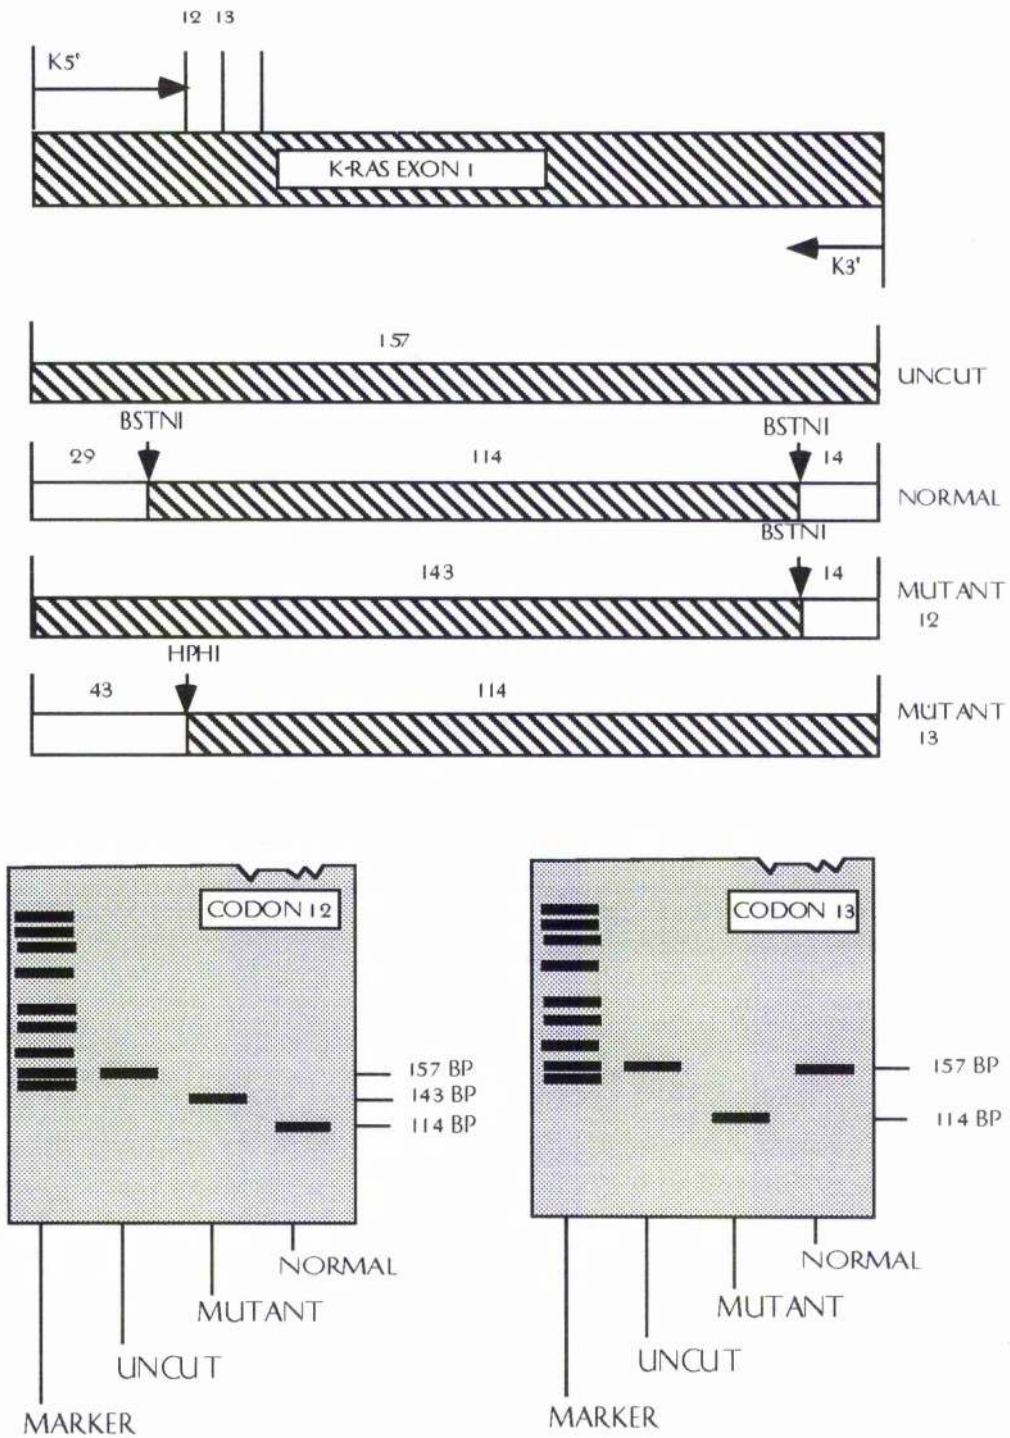 12 13
K5'
K-RAS EXON 1
K3'
157
UNCUT
BSTNI BSTNI
29 114 14
NORMAL
BSTNI
143 14
MUTANT
12
HPHI
43 114
MUTANT
13
CODON 12
157 BP
143 BP
114 BP
NORMAL
MUTANT
UNCUT
MARKER
CODON 13
157 BP
114 BP
NORMAL
MUTANT
UNCUT
MARKER